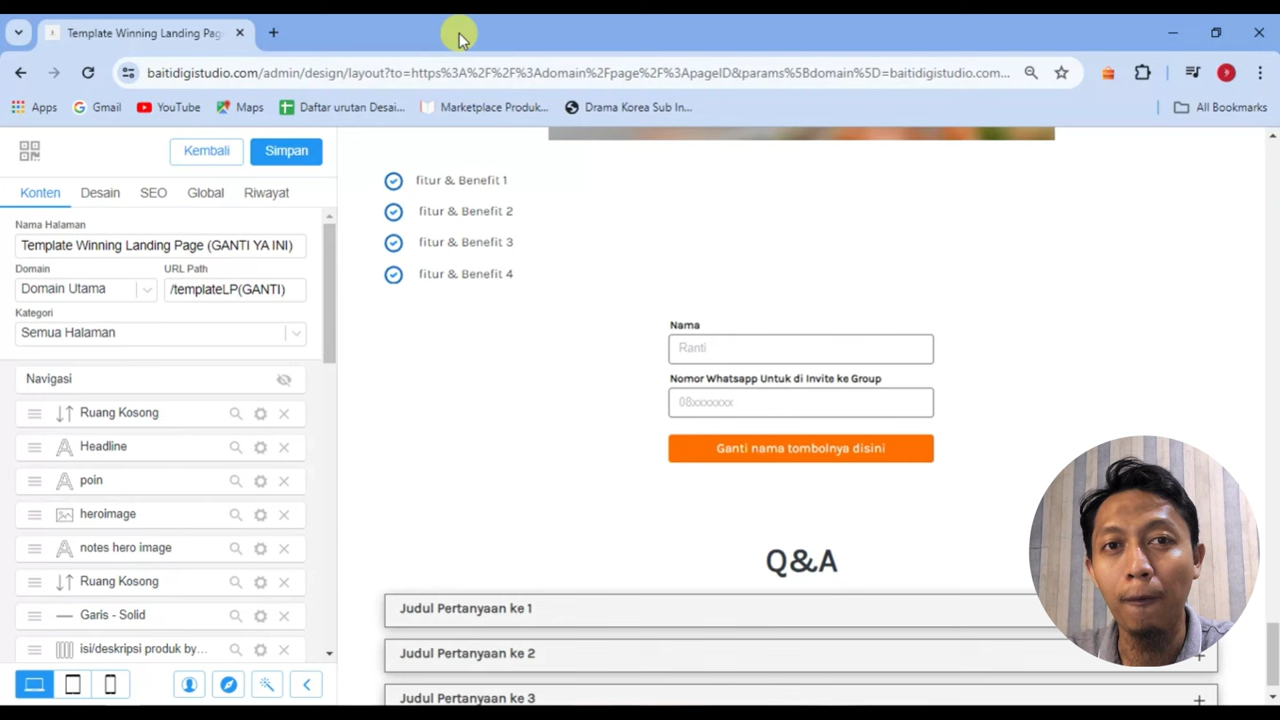 Template Winning Landing Pag
baitidigistudio.com/admin/design/layout?to=https%3A%2F%2F%3Adomain%2Fpage%2F%3ApageID&params%5Bdomain%5D=baitidigistudio.com...
Apps
Gmail
YouTube
Maps
Daftar urutan Desai...
Marketplace Produk...
Drama Korea Sub In...
All Bookmarks
Kembali
Simpan
Konten
Desain
SEO
Global
Riwayat
Nama Halaman
Template Winning Landing Page (GANTI YA INI)
Domain
URL Path
Domain Utama
/templateLP(GANTI)
Kategori
Semua Halaman
Navigasi
Ruang Kosong
Headline
poin
heroimage
notes hero image
Ruang Kosong
Garis - Solid
isi/deskripsi produk by...
fitur & Benefit 1
fitur & Benefit 2
fitur & Benefit 3
fitur & Benefit 4
Nama
Ranti
Nomor Whatsapp Untuk di Invite ke Group
08xxxxxxx
Ganti nama tombolnya disini
Q&A
Judul Pertanyaan ke 1
Judul Pertanyaan ke 2
Judul Pertanyaan ke 3